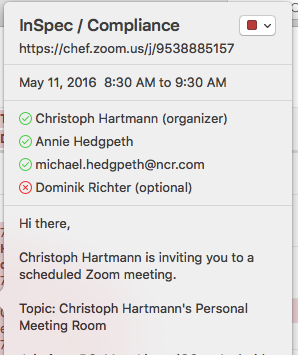 InSpec / Compliance
https://chef.zoom.us/j/9538885157
May 11, 2016  8:30 AM to 9:30 AM
Christoph Hartmann (organizer)
Annie Hedgpeth
michael.hedgpeth@ncr.com
Dominik Richter (optional)
Hi there,
Christoph Hartmann is inviting you to a
scheduled Zoom meeting.
Topic: Christoph Hartmann's Personal
Meeting Room